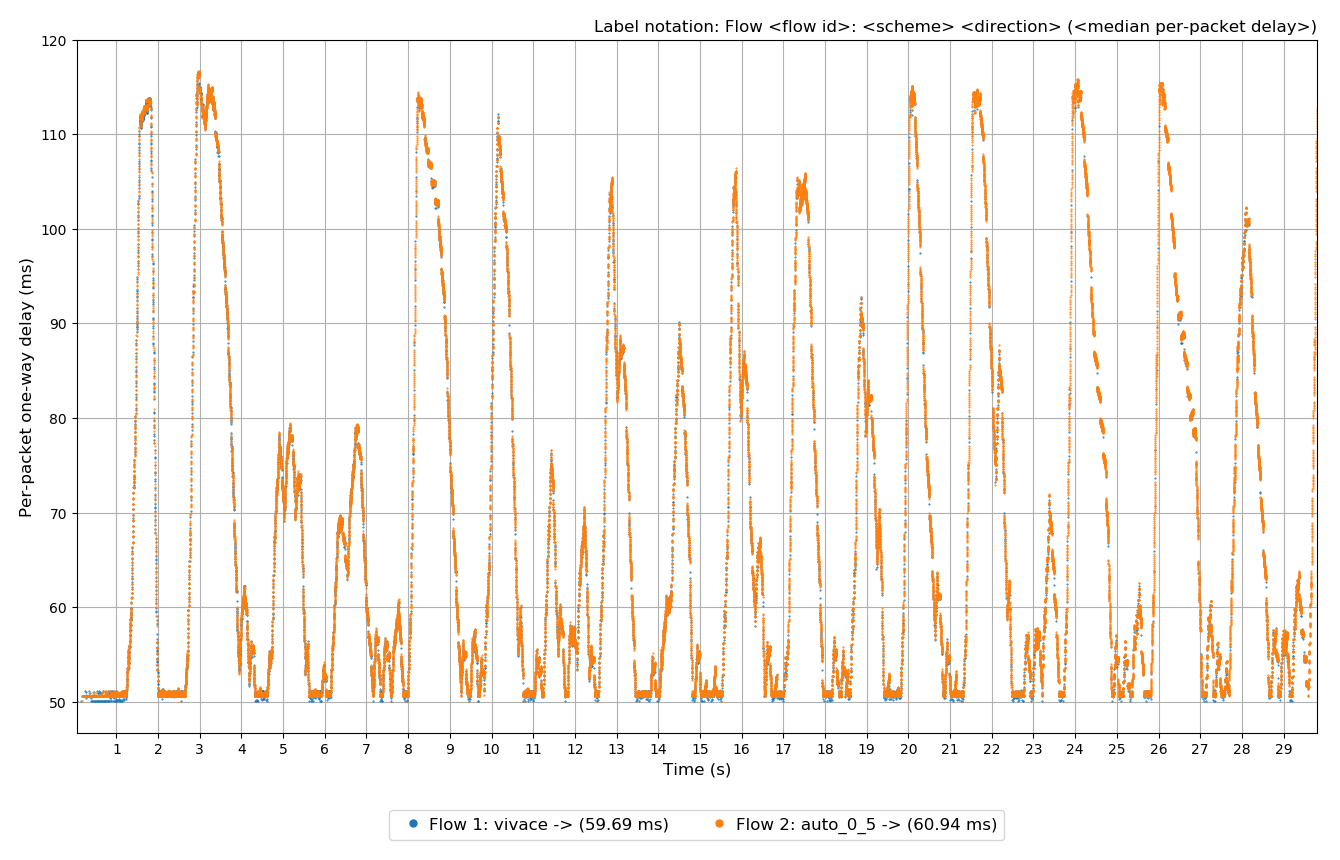 Label notation: Flow <flow id>: <scheme> <direction> (<median per-packet delay>)
120
110
100
90
80
70
60
50
Per-packet one-way delay (ms)
1 2 3 4 5 6 7 8 9 10 11 12 13 14 15 16 17 18 19 20 21 22 23 24 25 26 27 28 29
Time (s)
Flow 1: vivace -> (59.69 ms) Flow 2: auto_0_5 -> (60.94 ms)